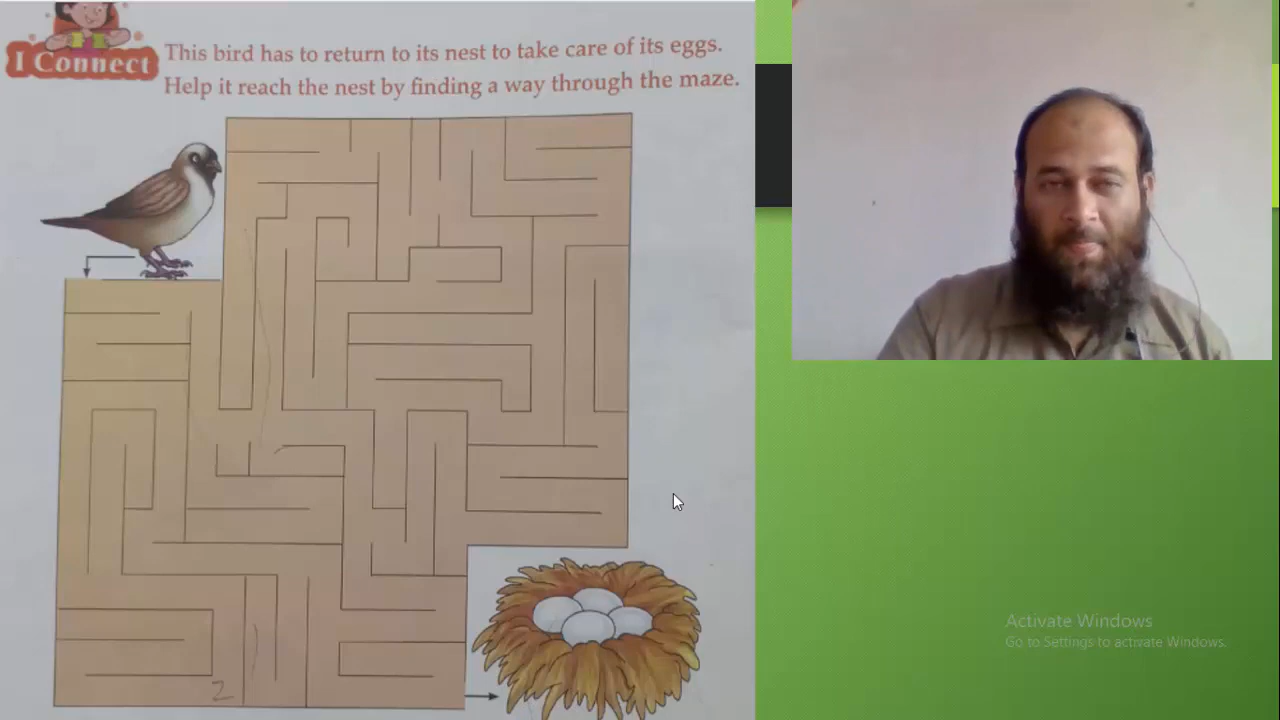 I Connect
This bird has to return to its nest to take care of its eggs.
Help it reach the nest by finding a way through the maze.
2
Activate Windows
Go to Settings to activate Windows.